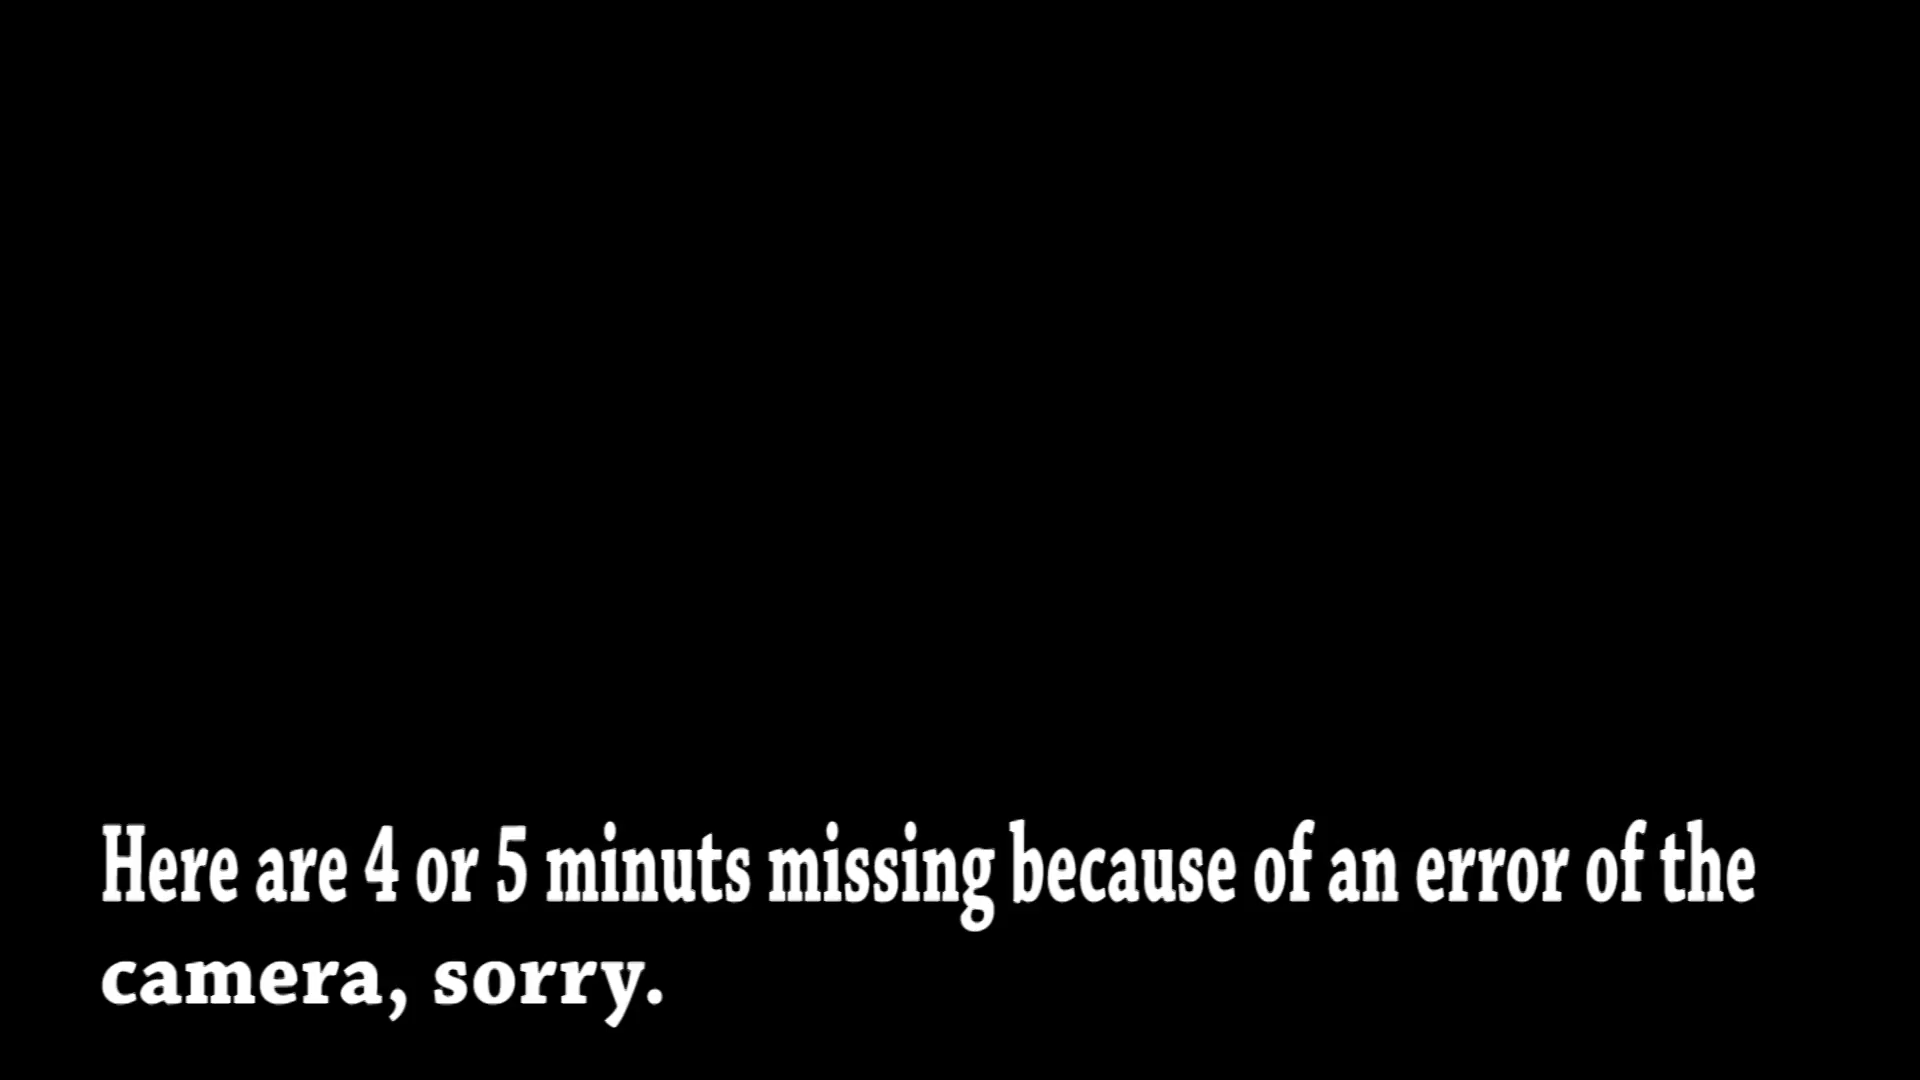 Here are 4 or 5 minuts missing because of an error of the
camera, sorry.